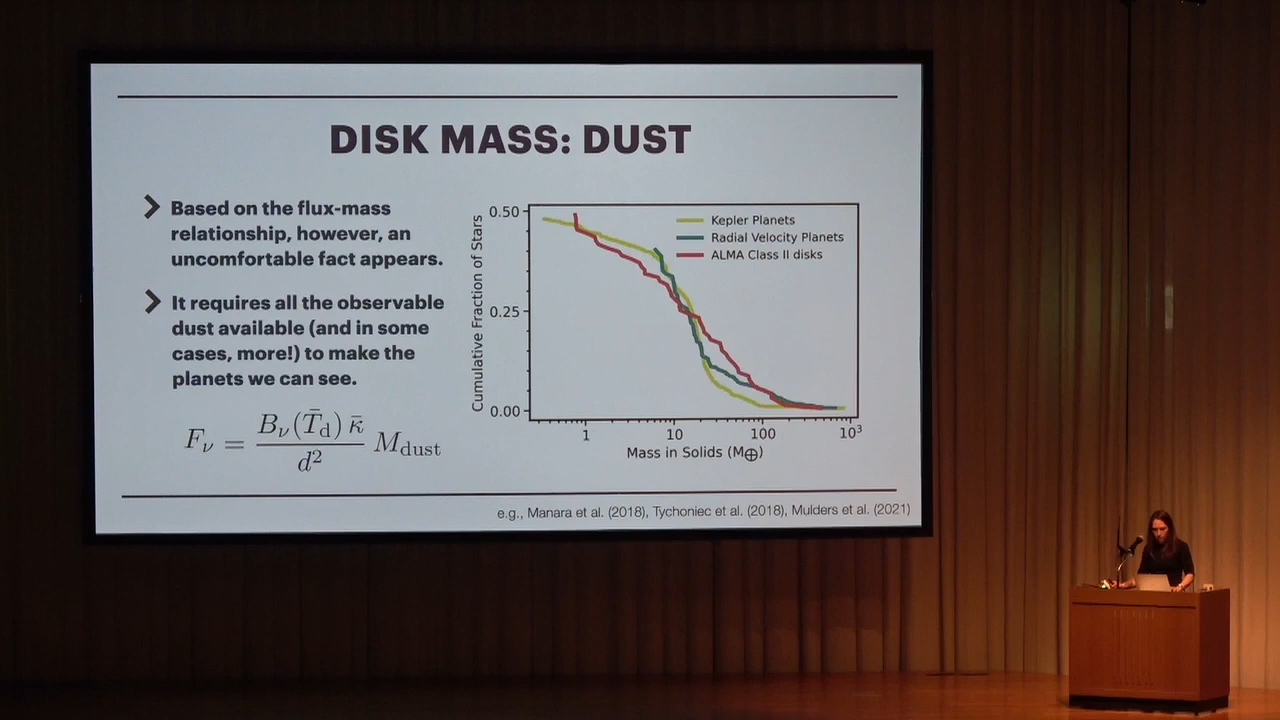 DISK MASS: DUST
Based on the flux-mass
relationship, however, an
uncomfortable fact appears.
It requires all the observable
dust available (and in some
cases, more!) to make the
planets we can see.
F_ν = B_ν(T̄_d) κ̄ / d² M_dust
Cumulative Fraction of Stars
0.50
0.25
0.00
Kepler Planets
Radial Velocity Planets
ALMA Class II disks
1 10 100 10³
Mass in Solids (M⊕)
e.g., Manara et al. (2018), Tychoniec et al. (2018), Mulders et al. (2021)